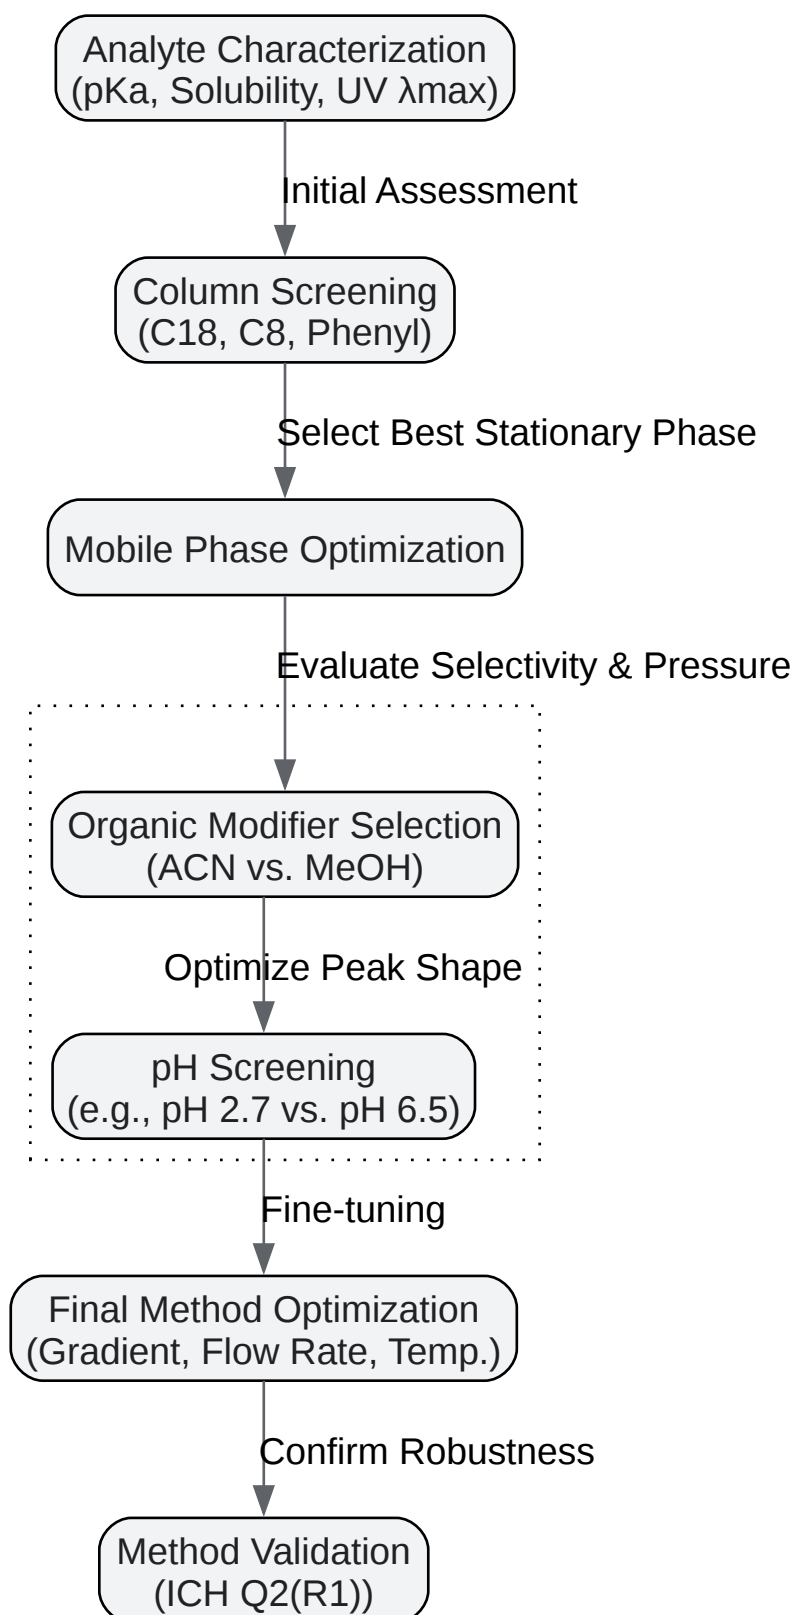 Analyte Characterization
(pKa, Solubility, UV λmax)
Initial Assessment
Column Screening
(C18, C8, Phenyl)
Select Best Stationary Phase
Mobile Phase Optimization
Evaluate Selectivity & Pressure
Organic Modifier Selection
(ACN vs. MeOH)
Optimize Peak Shape
pH Screening
(e.g., pH 2.7 vs. pH 6.5)
Fine-tuning
Final Method Optimization
(Gradient, Flow Rate, Temp.)
Confirm Robustness
Method Validation
(ICH Q2(R1))